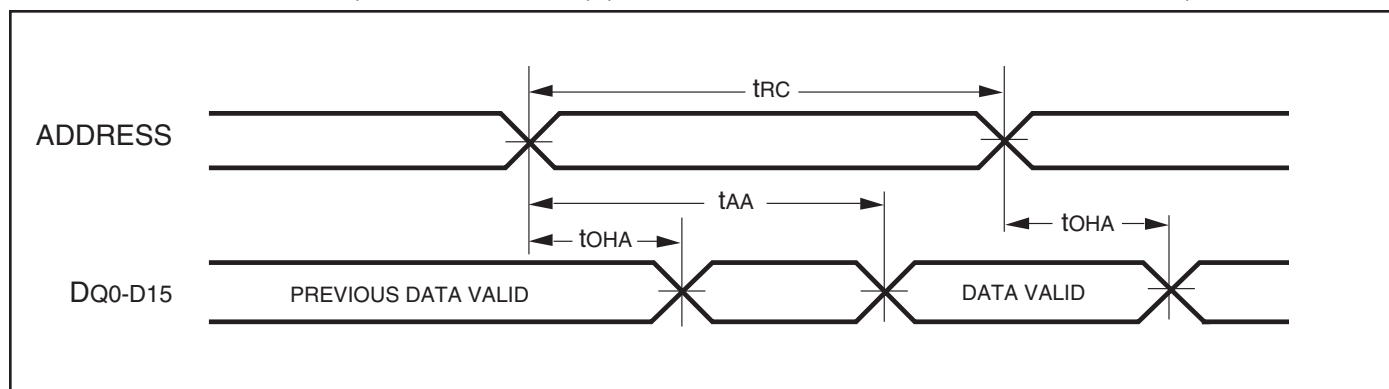 tRC
ADDRESS
tAA
tOHA
tOHA
DQ0-D15
PREVIOUS DATA VALID
DATA VALID